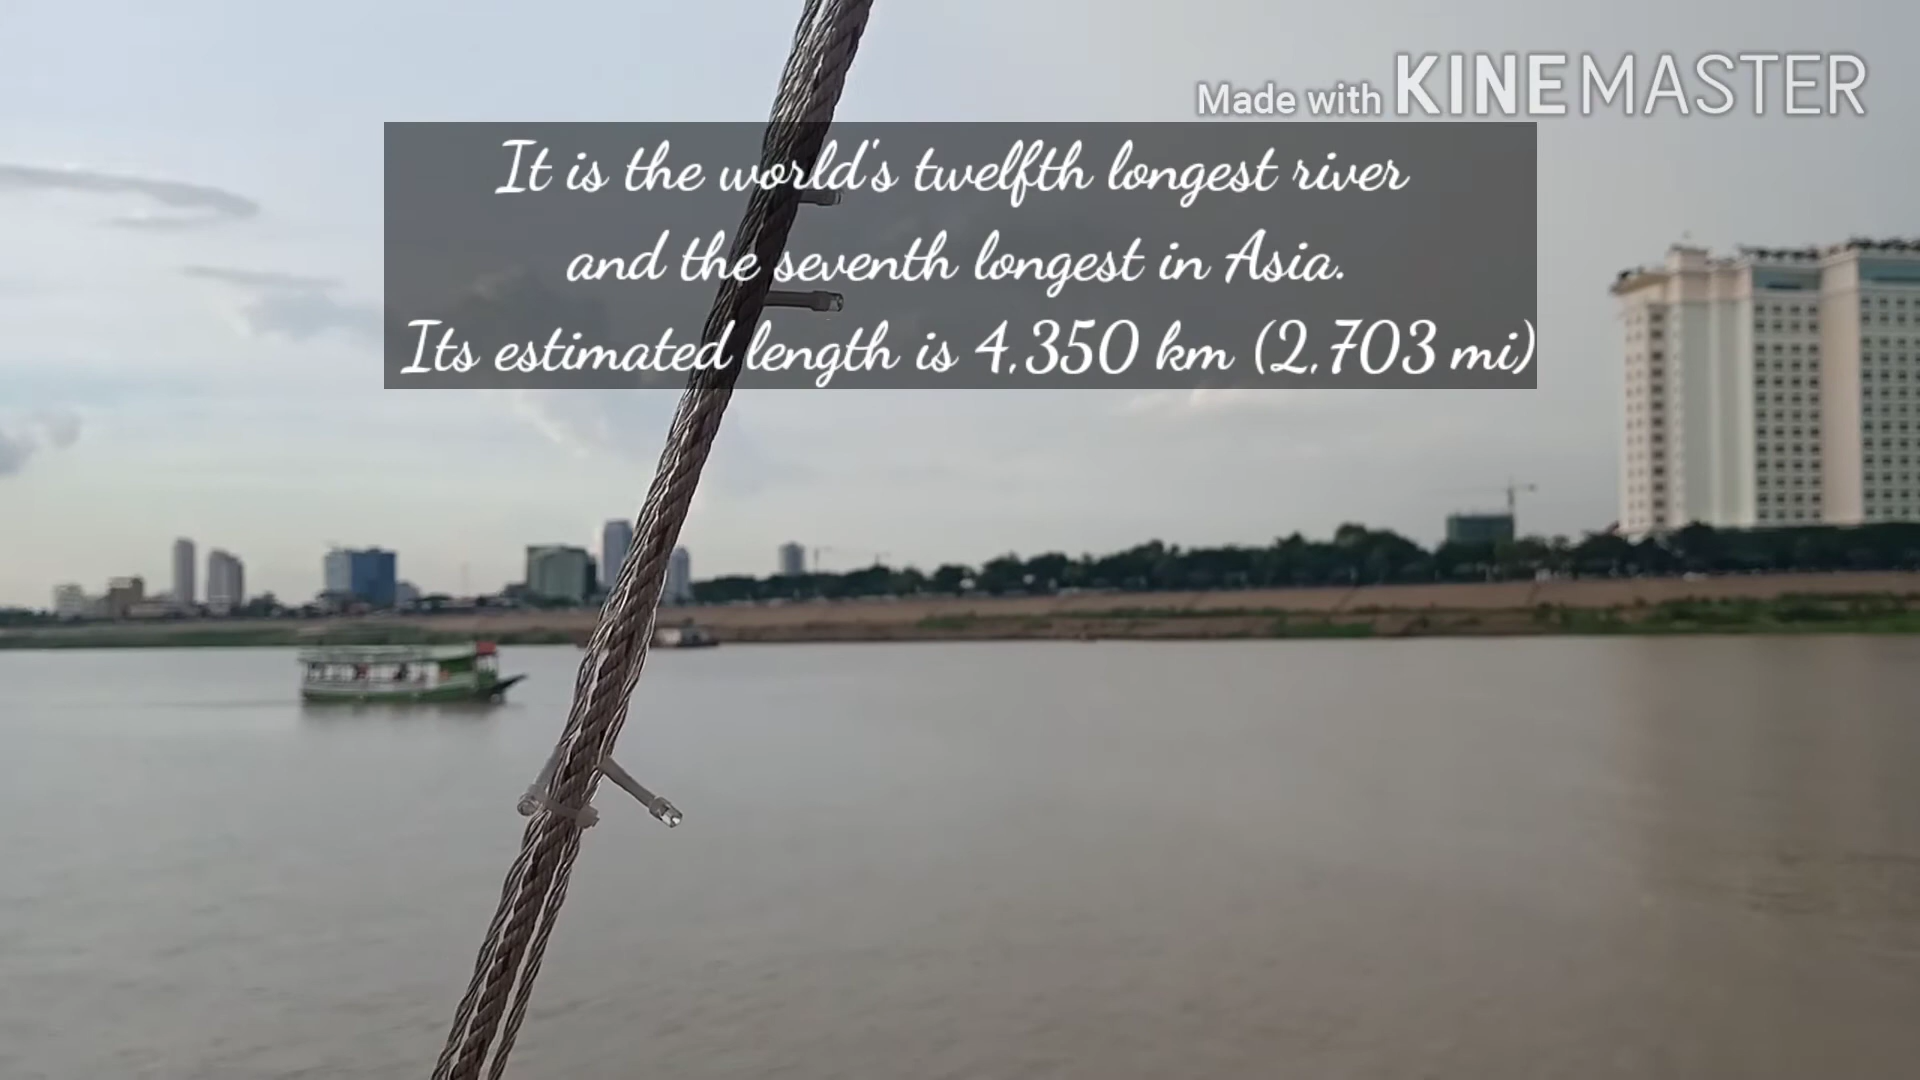 Made with KINEMASTER
It is the world's twelfth longest river
and the seventh longest in Asia.
Its estimated length is 4,350 km (2,703 mi)